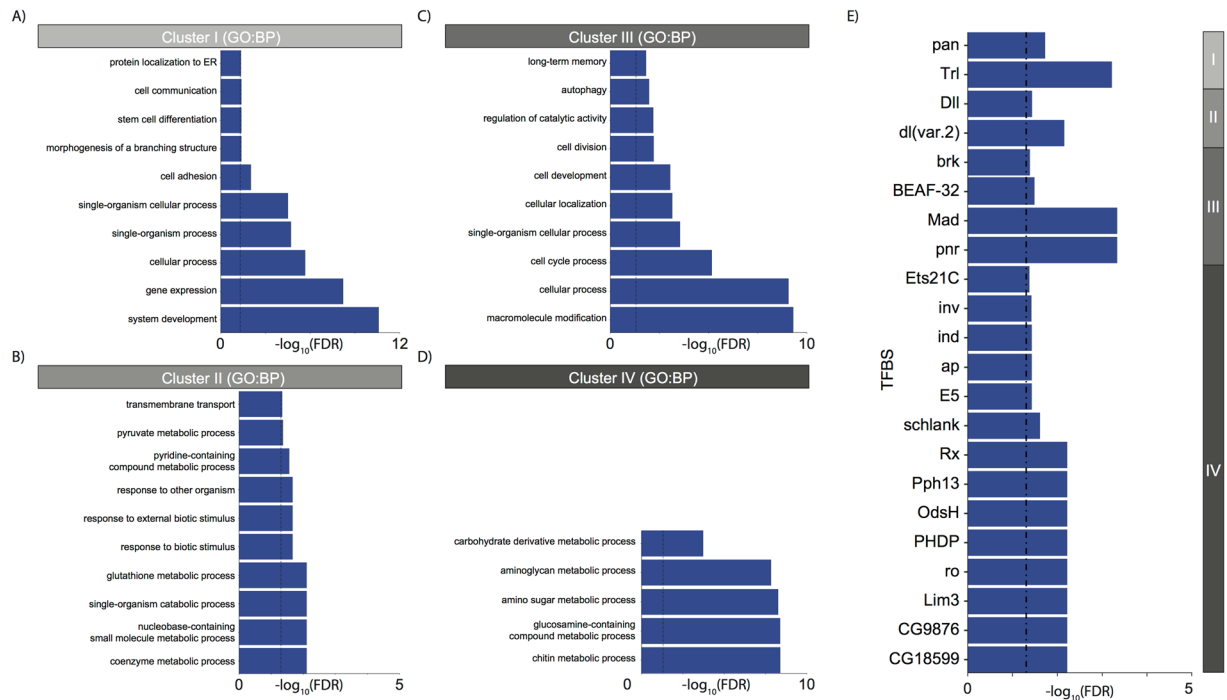 A)
Cluster I (GO:BP)
protein localization to ER
cell communication
stem cell differentiation
morphogenesis of a branching structure
cell adhesion
single-organism cellular process
single-organism process
cellular process
gene expression
system development
0
-log10(FDR)
12
B)
Cluster II (GO:BP)
transmembrane transport
pyruvate metabolic process
pyridine-containing
compound metabolic process
response to other organism
response to external biotic stimulus
response to biotic stimulus
glutathione metabolic process
single-organism catabolic process
nucleobase-containing
small molecule metabolic process
coenzyme metabolic process
0
-log10(FDR)
5
C)
Cluster III (GO:BP)
long-term memory
autophagy
regulation of catalytic activity
cell division
cell development
cellular localization
single-organism cellular process
cell cycle process
cellular process
macromolecule modification
0
-log10(FDR)
10
D)
Cluster IV (GO:BP)
carbohydrate derivative metabolic process
aminoglycan metabolic process
amino sugar metabolic process
glucosamine-containing
compound metabolic process
chitin metabolic process
0
-log10(FDR)
10
E)
TFBS
pan
Trl
Dll
dl(var.2)
brk
BEAF-32
Mad
pnr
Ets21C
inv
ind
ap
E5
schlank
Rx
Pph13
OdsH
PHDP
ro
Lim3
CG9876
CG18599
0
-log10(FDR)
5
I
II
III
IV